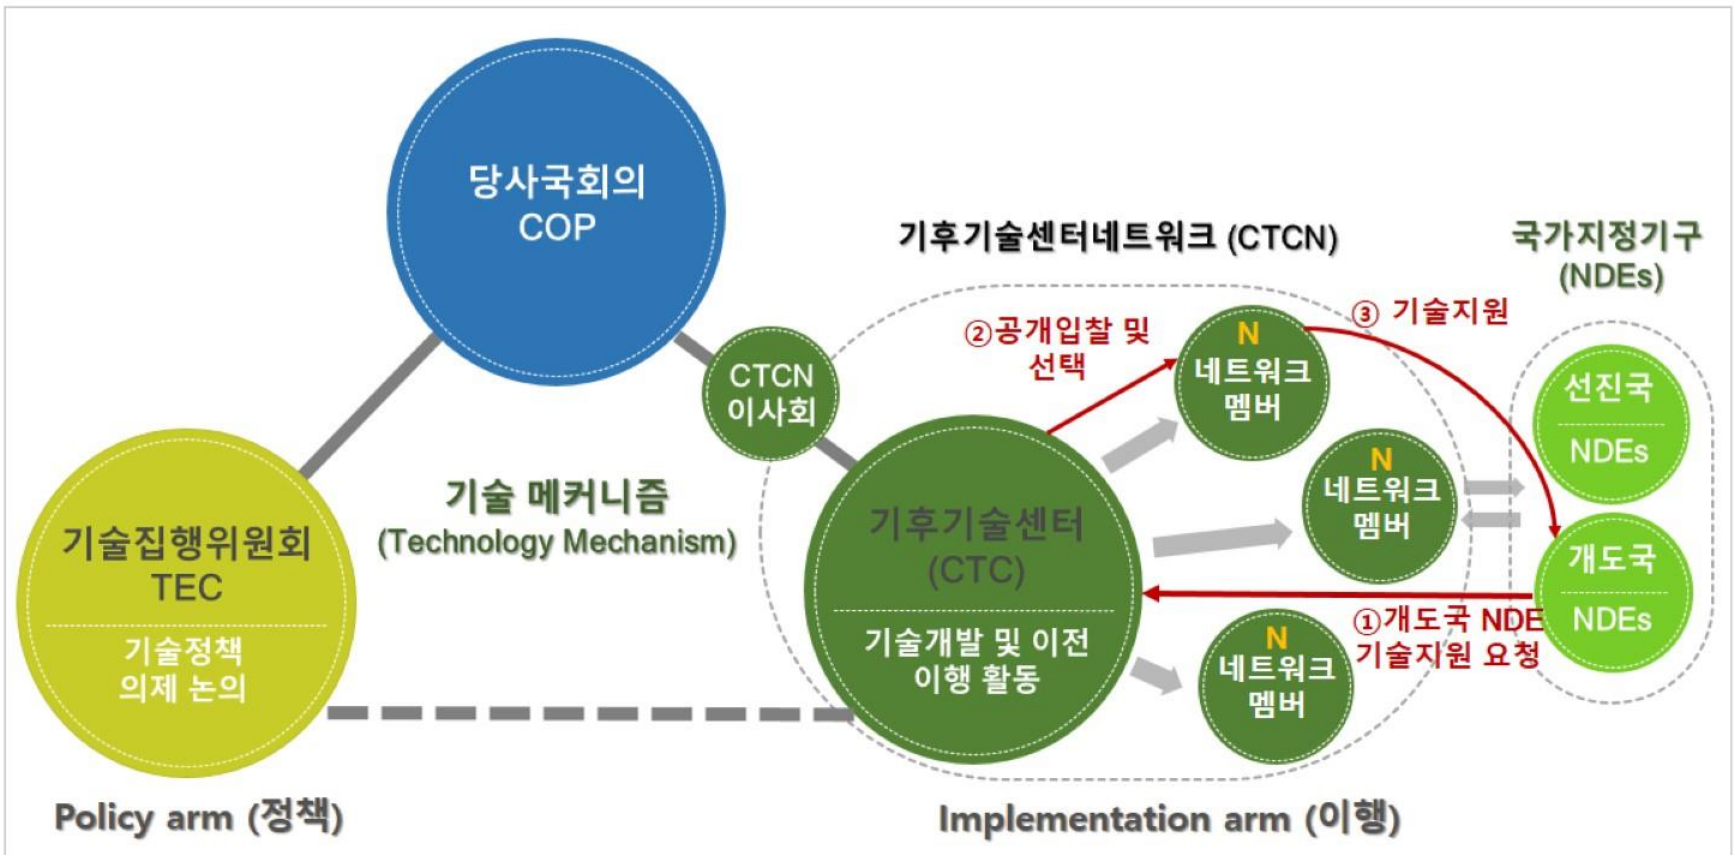 당사국회의
COP
기후기술센터네트워크 (CTCN)
국가지정기구
(NDEs)
②공개입찰 및
선택
③ 기술지원
N
네트워크
멤버
CTCN
이사회
선진국
NDEs
기술 메커니즘
(Technology Mechanism)
N
네트워크
멤버
기술집행위원회
TEC
기술정책
의제 논의
기후기술센터
(CTC)
기술개발 및 이전
이행 활동
개도국
NDEs
①개도국 NDE
기술지원 요청
N
네트워크
멤버
Policy arm (정책)
Implementation arm (이행)